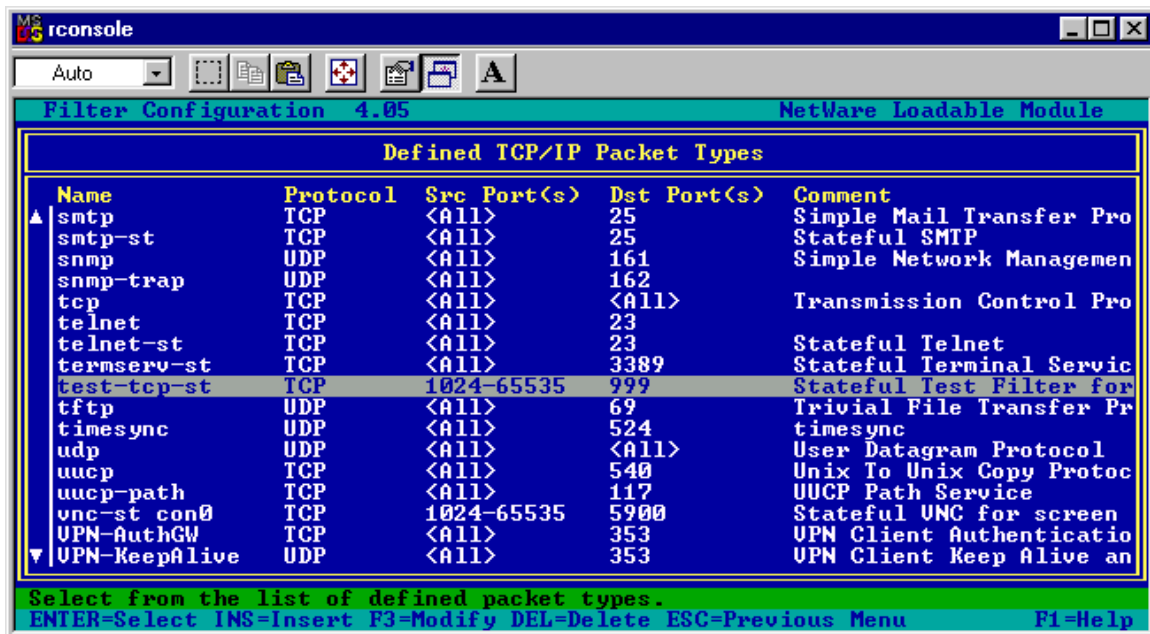 MS DOS rconsole
Auto A
Filter Configuration 4.05 NetWare Loadable Module
Defined TCP/IP Packet Types
Name Protocol Src Port(s) Dst Port(s) Comment
smtp TCP <All> 25 Simple Mail Transfer Pro
smtp-st TCP <All> 25 Stateful SMTP
snmp UDP <All> 161 Simple Network Managemen
snmp-trap UDP <All> 162
tcp TCP <All> <All> Transmission Control Pro
telnet TCP <All> 23
telnet-st TCP <All> 23 Stateful Telnet
termserv-st TCP <All> 3389 Stateful Terminal Servic
test-tcp-st TCP 1024-65535 999 Stateful Test Filter for
tftp UDP <All> 69 Trivial File Transfer Pr
timesync UDP <All> 524 timesync
udp UDP <All> <All> User Datagram Protocol
uucp TCP <All> 540 Unix To Unix Copy Protoc
uucp-path TCP <All> 117 UUCP Path Service
vnc-st con0 TCP 1024-65535 5900 Stateful VNC for screen
VPN-AuthGW TCP <All> 353 VPN Client Authenticatio
VPN-KeepAlive UDP <All> 353 VPN Client Keep Alive an
Select from the list of defined packet types.
ENTER=Select INS=Insert F3=Modify DEL=Delete ESC=Previous Menu F1=Help